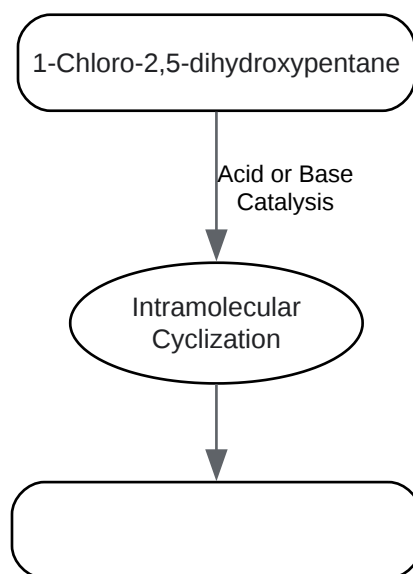 1-Chloro-2,5-dihydroxypentane
Acid or Base
Catalysis
Intramolecular
Cyclization